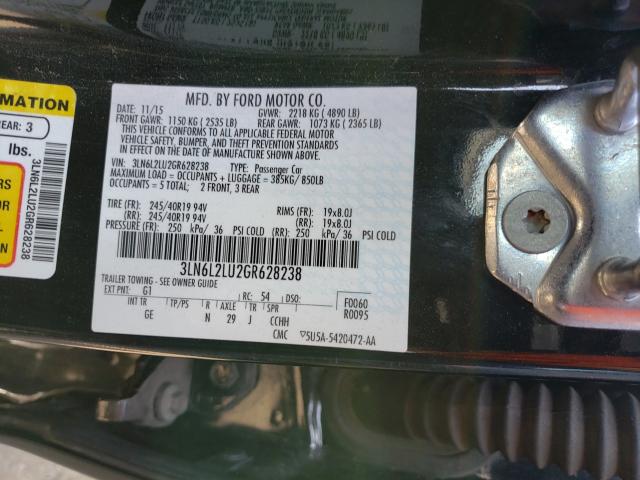 MFD. BY FORD MOTOR CO.
DATE: 11/15 GVWR: 2218 KG ( 4890 LB)
FRONT GAWR: 1150 KG ( 2535 LB) REAR GAWR: 1073 KG ( 2365 LB)
THIS VEHICLE CONFORMS TO ALL APPLICABLE FEDERAL MOTOR
VEHICLE SAFETY, BUMPER, AND THEFT PREVENTION STANDARDS IN
EFFECT ON THE DATE OF MANUFACTURE SHOWN ABOVE.
VIN: 3LN6L2LU2GR628238 TYPE: Passenger Car
MAXIMUM LOAD = OCCUPANTS + LUGGAGE = 385KG/ 850LB
OCCUPANTS = 5 TOTAL: 2 FRONT, 3 REAR
TIRE (FR): 245/40R19 94V RIMS (FR): 19x8.0J
(RR): 245/40R19 94V (RR): 19x8.0J
PRESSURE (FR): 250 kPa/ 36 PSI COLD (RR): 250 kPa/ 36 PSI COLD
3LN6L2LU2GR628238
TRAILER TOWING - SEE OWNER GUIDE
EXT PNT: G1 RC: 54 DSO: F0060
INT TR TP/PS R AXLE TR SPR R0095
GE N 29 J CCHH
CMC 5U5A-5420472-AA
RMATION
REAR: 3
lbs.
RS
OR
3LN6L2LU2GR628238